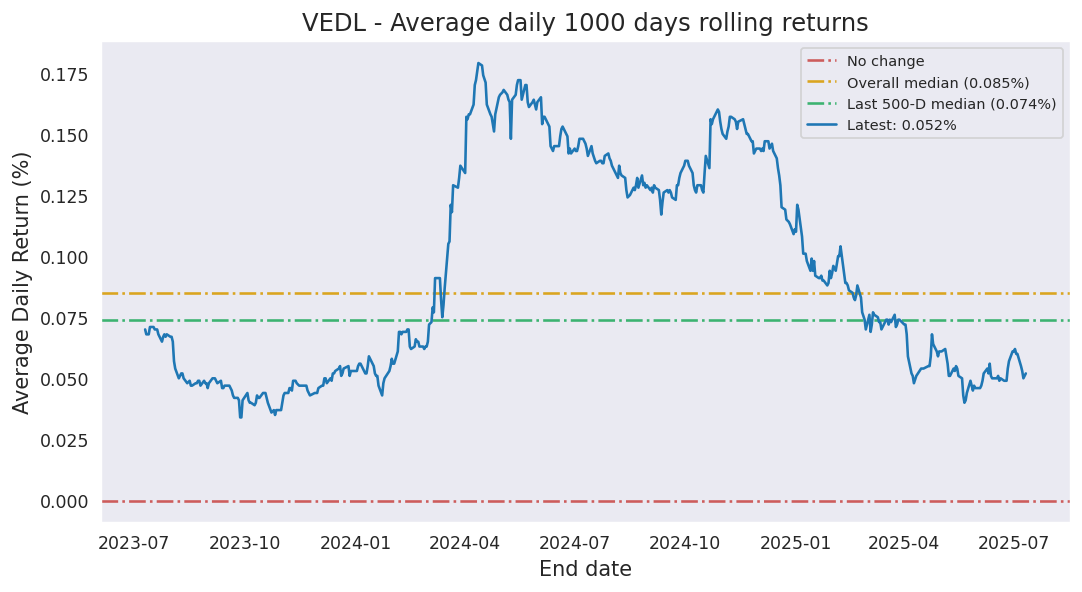 VEDL - Average daily 1000 days rolling returns
Average Daily Return (%)
0.175
0.150
0.125
0.100
0.075
0.050
0.025
0.000
No change
Overall median (0.085%)
Last 500-D median (0.074%)
Latest: 0.052%
2023-07 2023-10 2024-01 2024-04 2024-07 2024-10 2025-01 2025-04 2025-07
End date